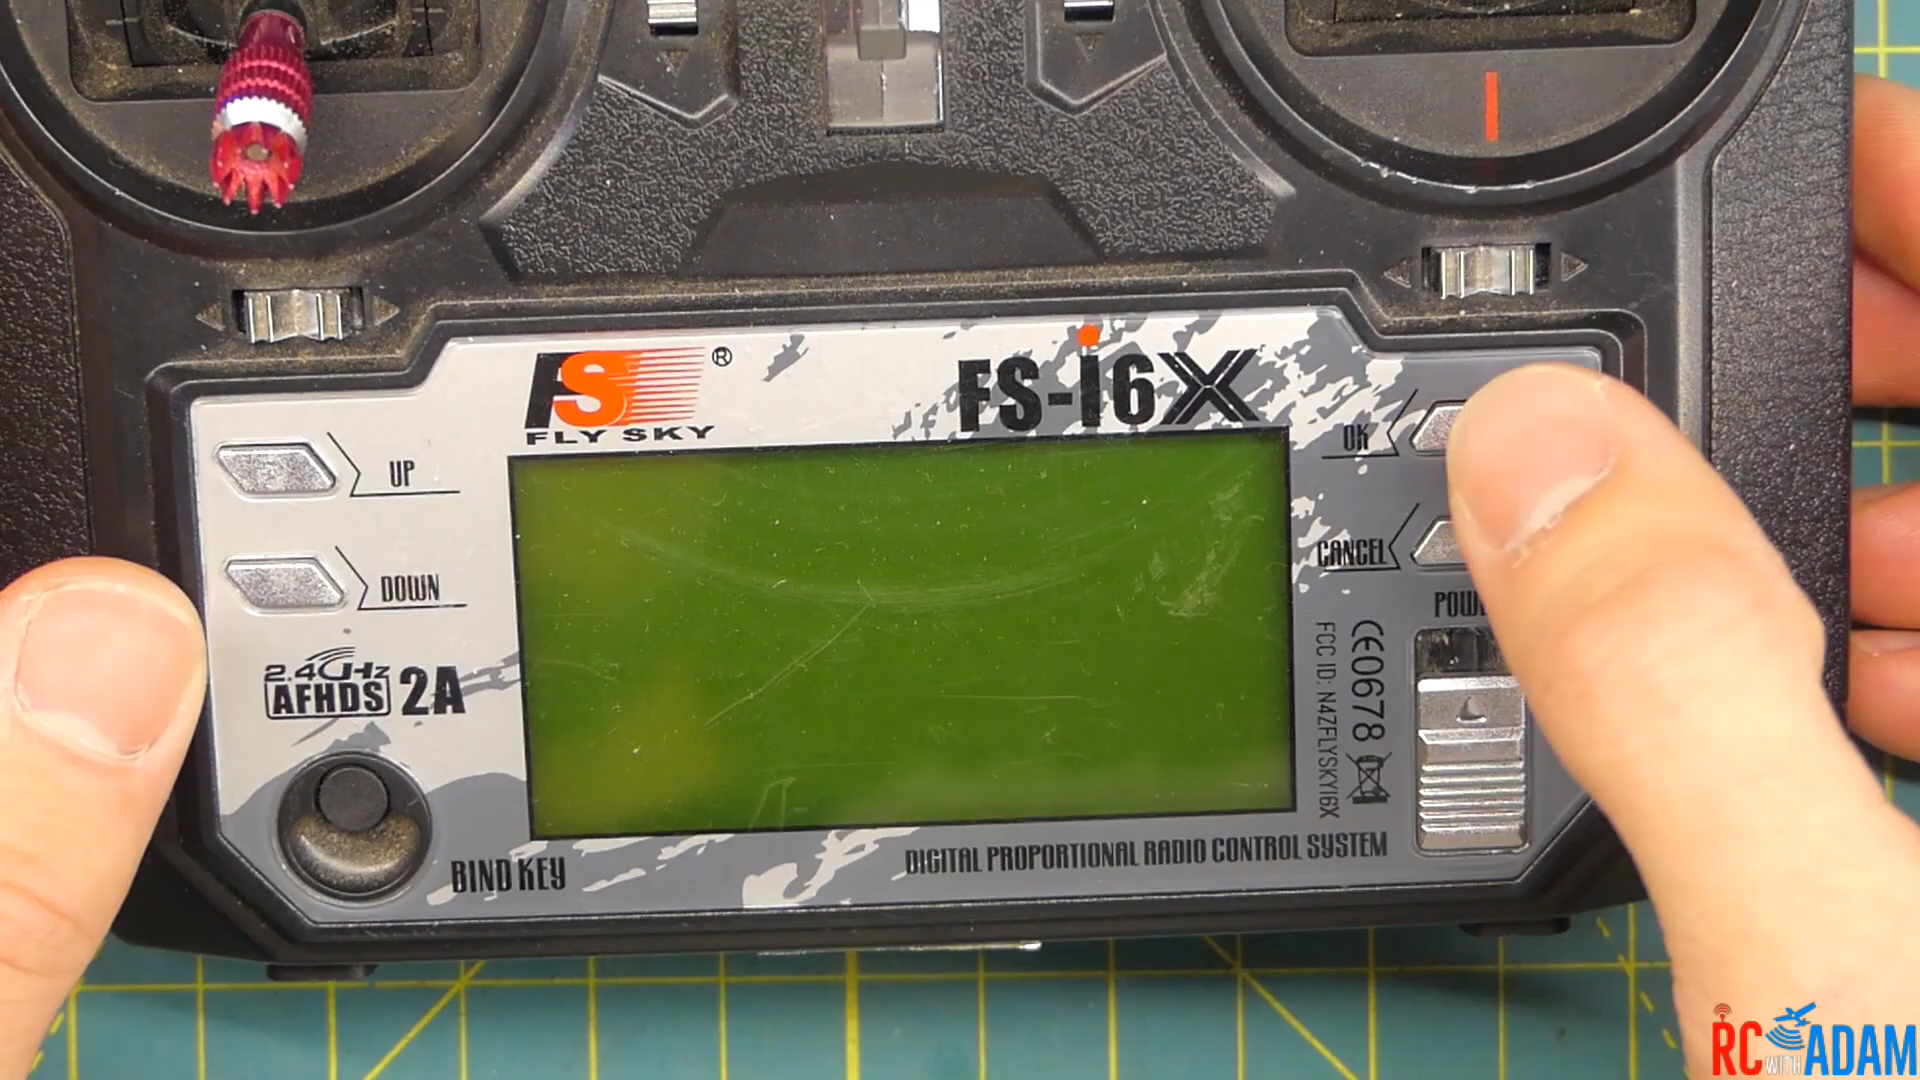 FS ®
FLY SKY
FS-i6X
UP
DOWN
OK
CANCEL
2.4GHz
AFHDS 2A
CE0678
FCC ID: N4ZFLYSKYI6X
BIND KEY
DIGITAL PROPORTIONAL RADIO CONTROL SYSTEM
RC WITH ADAM